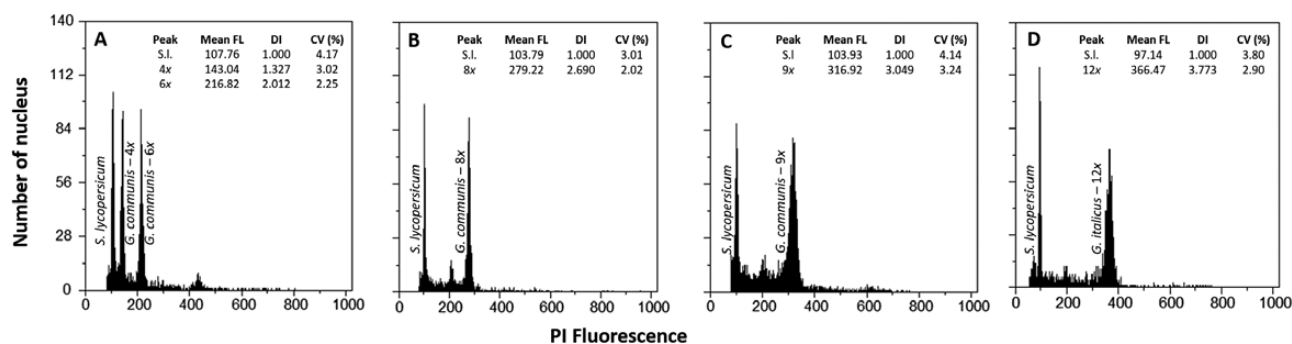 A
Peak Mean FL DI CV (%)
S.l. 107.76 1.000 4.17
4x 143.04 1.327 3.02
6x 216.82 2.012 2.25
B
Peak Mean FL DI CV (%)
S.l. 103.79 1.000 3.01
8x 279.22 2.690 2.02
C
Peak Mean FL DI CV (%)
S.l 103.93 1.000 4.14
9x 316.92 3.049 3.24
D
Peak Mean FL DI CV (%)
S.l. 97.14 1.000 3.80
12x 366.47 3.773 2.90
Number of nucleus
140
112
84
56
28
0
S. lycopersicum
G. communis – 4x
G. communis – 6x
S. lycopersicum
G. communis – 8x
S. lycopersicum
G. communis – 9x
S. lycopersicum
G. italicus – 12x
0 200 400 600 800 1000
0 200 400 600 800 1000
0 200 400 600 800 1000
0 200 400 600 800 1000
PI Fluorescence